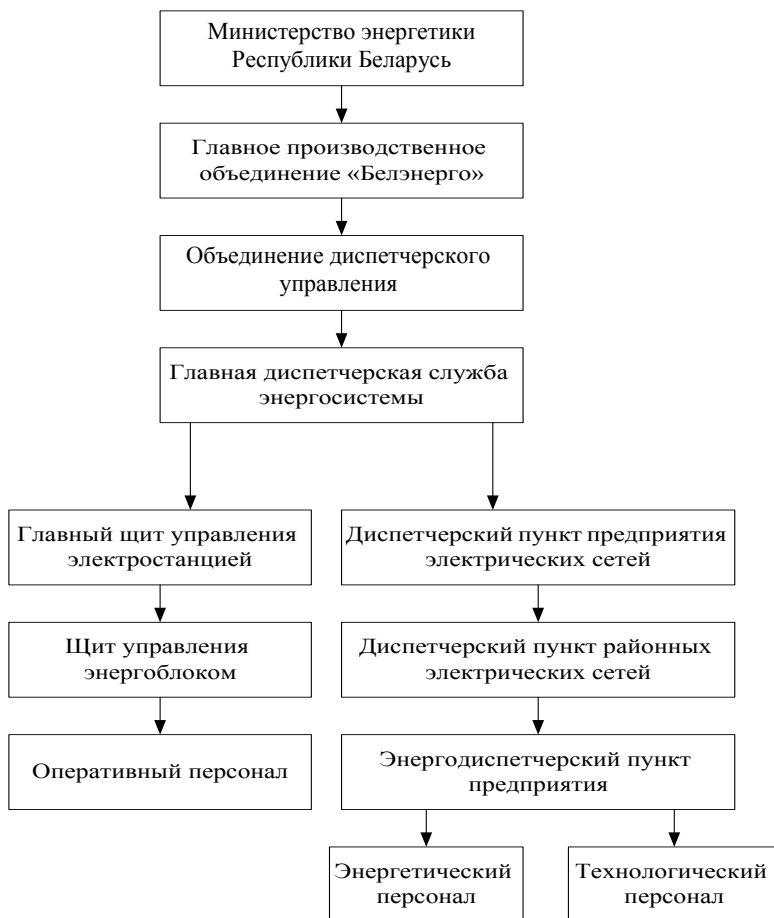 Министерство энергетики
Республики Беларусь
Главное производственное
объединение «Белэнерго»
Объединение диспетчерского
управления
Главная диспетчерская служба
энергосистемы
Главный щит управления
электростанцией
Диспетчерский пункт предприятия
электрических сетей
Щит управления
энергоблоком
Диспетчерский пункт районных
электрических сетей
Оперативный персонал
Энергодиспетчерский пункт
предприятия
Энергетический
персонал
Технологический
персонал